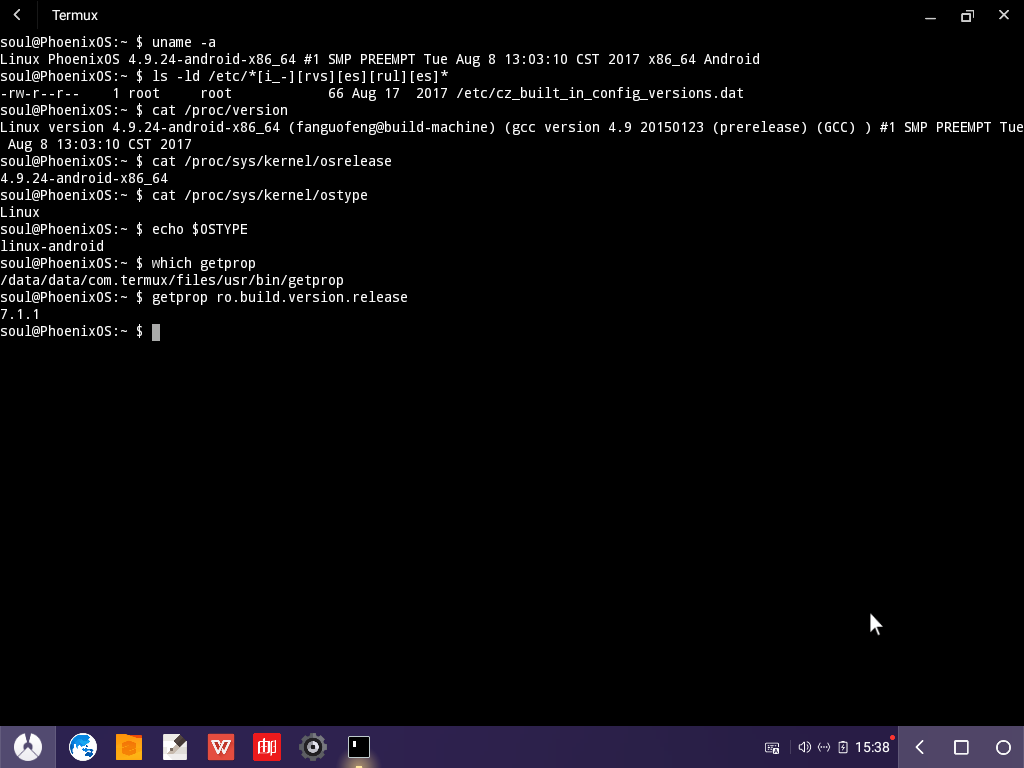 Termux
soul@PhoenixOS:~ $ uname -a
Linux PhoenixOS 4.9.24-android-x86_64 #1 SMP PREEMPT Tue Aug 8 13:03:10 CST 2017 x86_64 Android
soul@PhoenixOS:~ $ ls -ld /etc/*[i_-][rvs][es][rul][es]*
-rw-r--r--    1 root     root            66 Aug 17  2017 /etc/cz_built_in_config_versions.dat
soul@PhoenixOS:~ $ cat /proc/version
Linux version 4.9.24-android-x86_64 (fanguofeng@build-machine) (gcc version 4.9 20150123 (prerelease) (GCC) ) #1 SMP PREEMPT Tue
 Aug 8 13:03:10 CST 2017
soul@PhoenixOS:~ $ cat /proc/sys/kernel/osrelease
4.9.24-android-x86_64
soul@PhoenixOS:~ $ cat /proc/sys/kernel/ostype
Linux
soul@PhoenixOS:~ $ echo $OSTYPE
linux-android
soul@PhoenixOS:~ $ which getprop
/data/data/com.termux/files/usr/bin/getprop
soul@PhoenixOS:~ $ getprop ro.build.version.release
7.1.1
soul@PhoenixOS:~ $
15:38